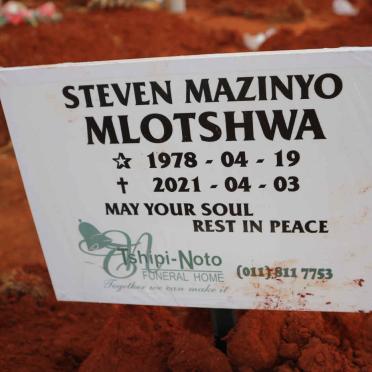 STEVEN MAZINYO
MLOTSHWA
☆ 1978 - 04 - 19
✝ 2021 - 04 - 03
MAY YOUR SOUL
REST IN PEACE
Tshipi-Noto
FUNERAL HOME
(011) 811 7753
Together we can make it